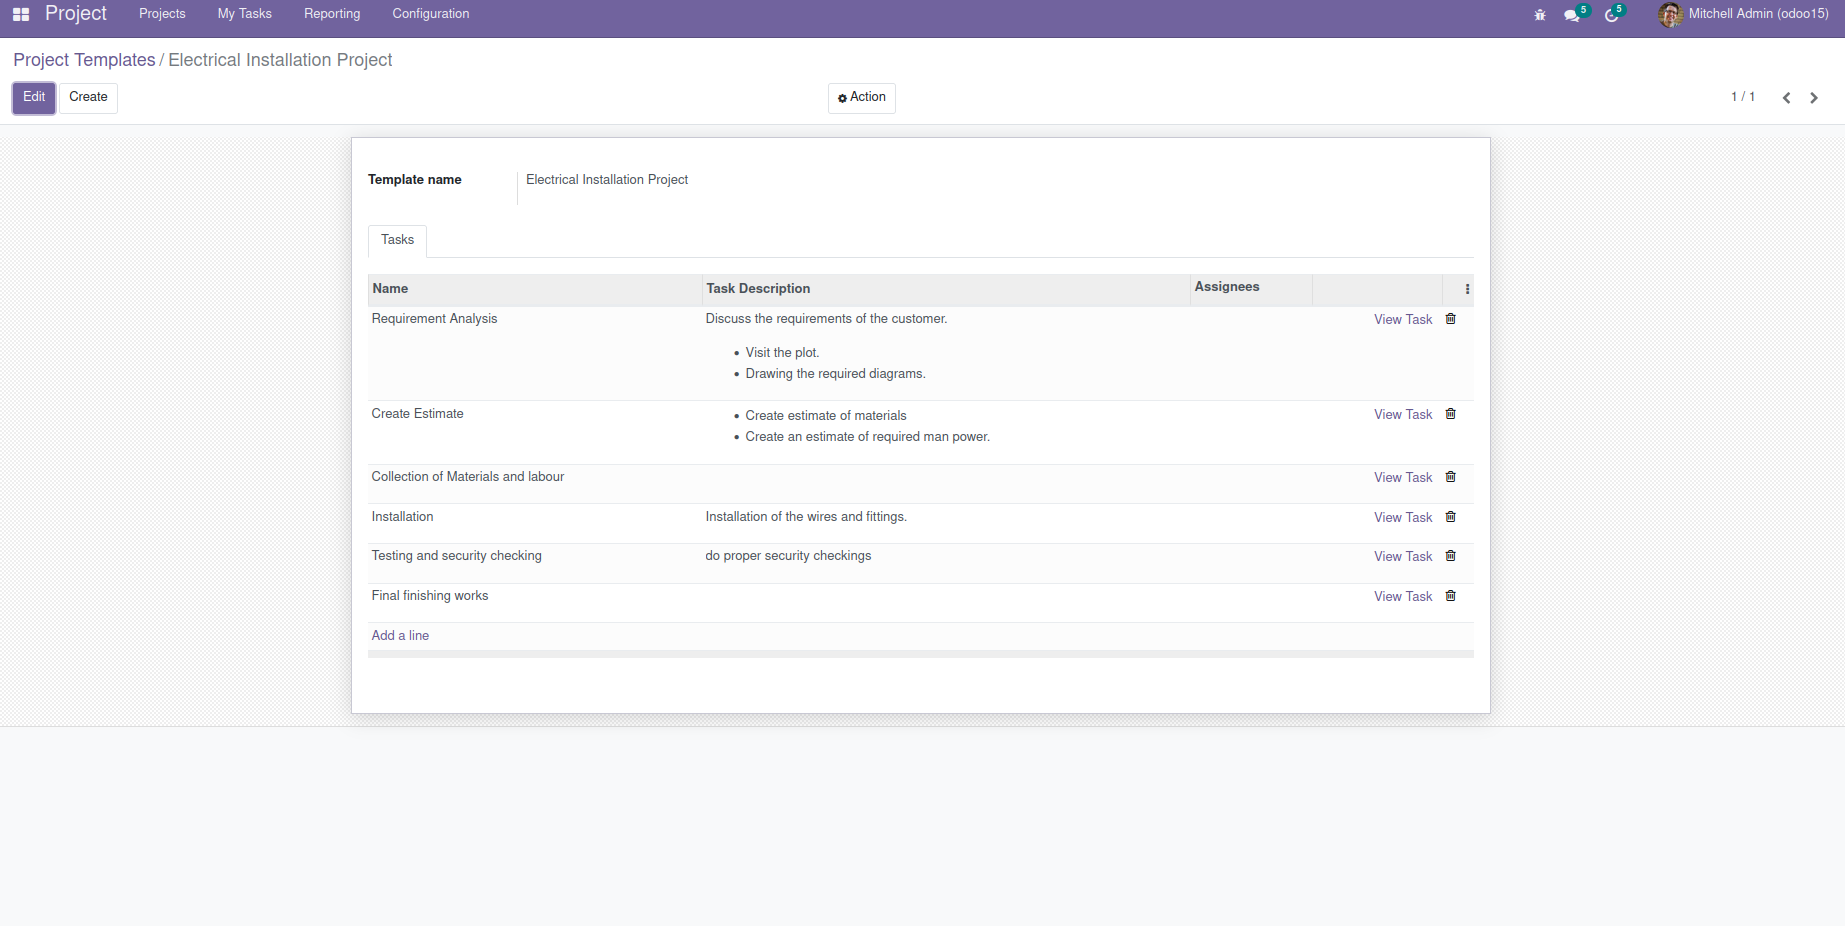 Project Projects My Tasks Reporting Configuration 5 5 Mitchell Admin (odoo15)
Project Templates / Electrical Installation Project
Edit Create Action 1 / 1
Template name Electrical Installation Project
Tasks
Name Task Description Assignees
Requirement Analysis Discuss the requirements of the customer. View Task
• Visit the plot.
• Drawing the required diagrams.
Create Estimate • Create estimate of materials View Task
• Create an estimate of required man power.
Collection of Materials and labour View Task
Installation Installation of the wires and fittings. View Task
Testing and security checking do proper security checkings View Task
Final finishing works View Task
Add a line